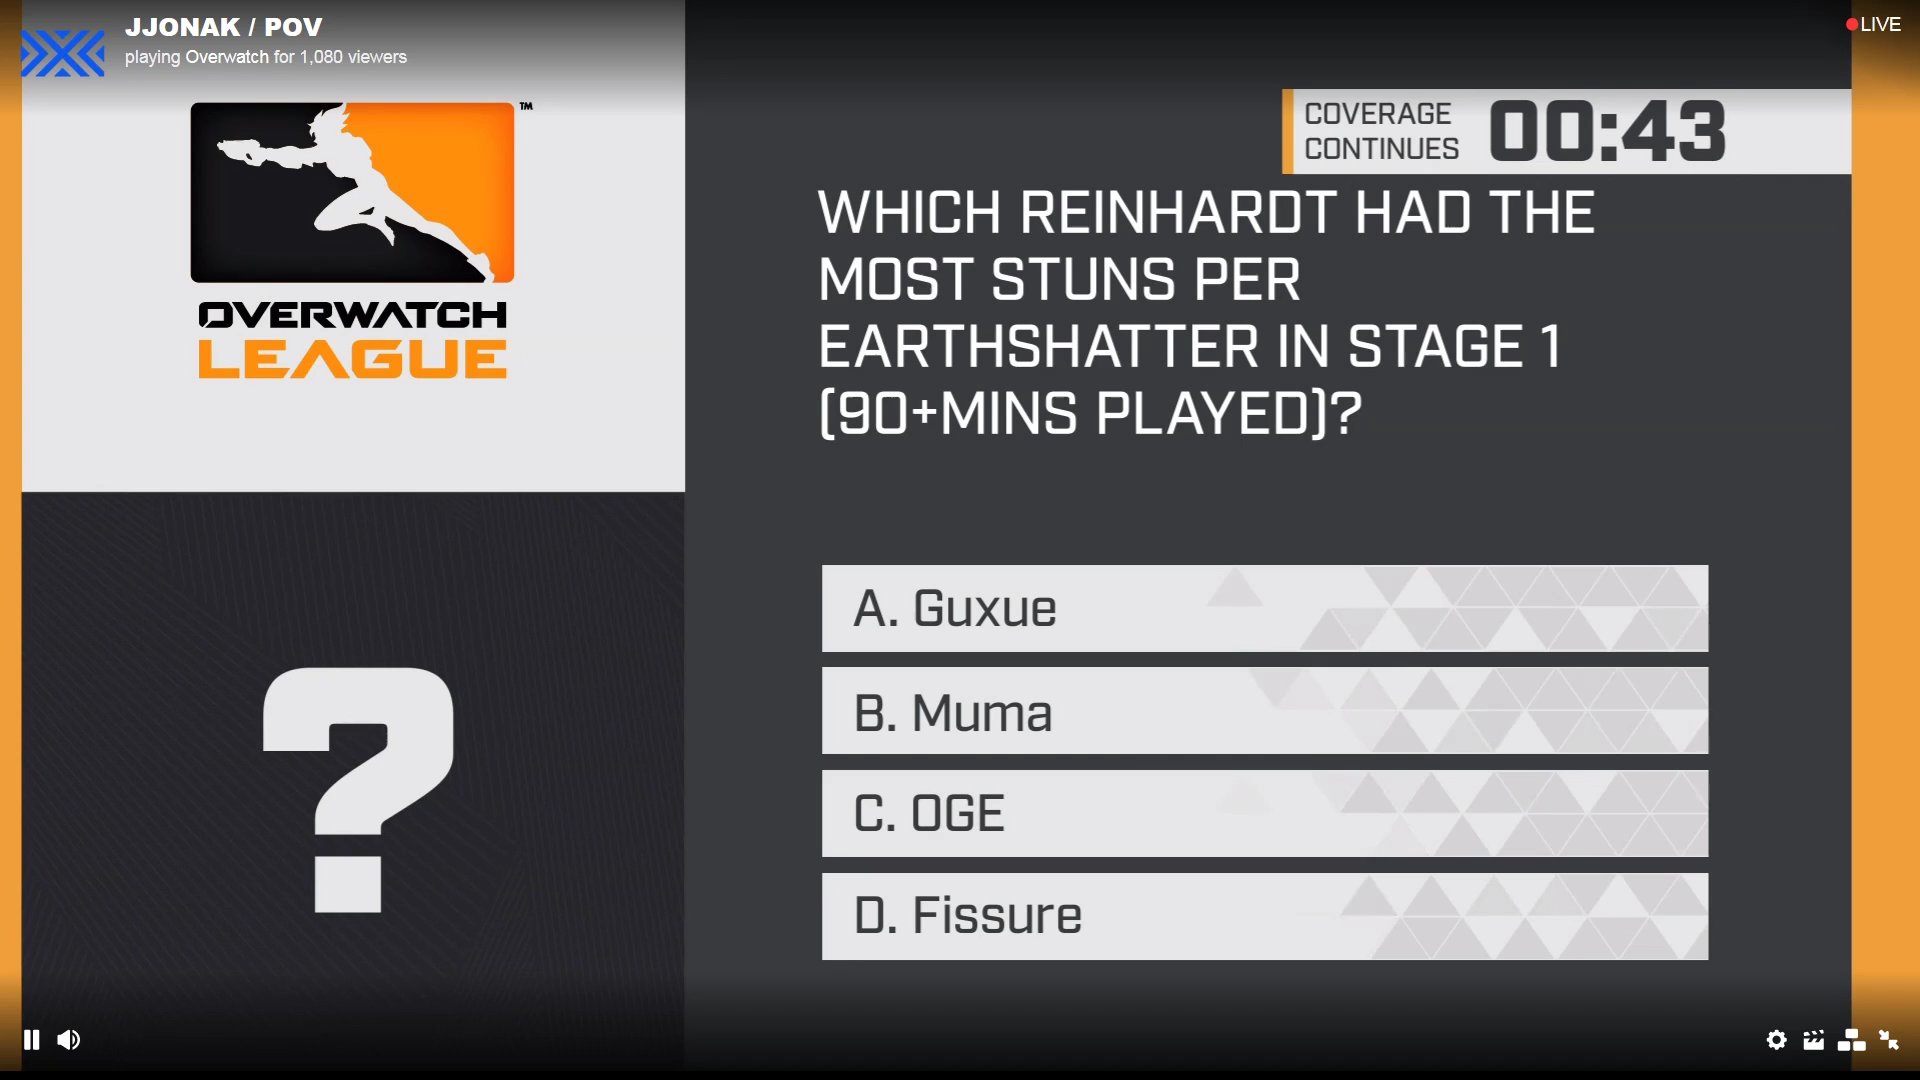 JJONAK / POV
playing Overwatch for 1,080 viewers
LIVE
TM
OVERWATCH
LEAGUE
COVERAGE
CONTINUES
00:43
WHICH REINHARDT HAD THE
MOST STUNS PER
EARTHSHATTER IN STAGE 1
(90+MINS PLAYED)?
?
A. Guxue
B. Muma
C. OGE
D. Fissure